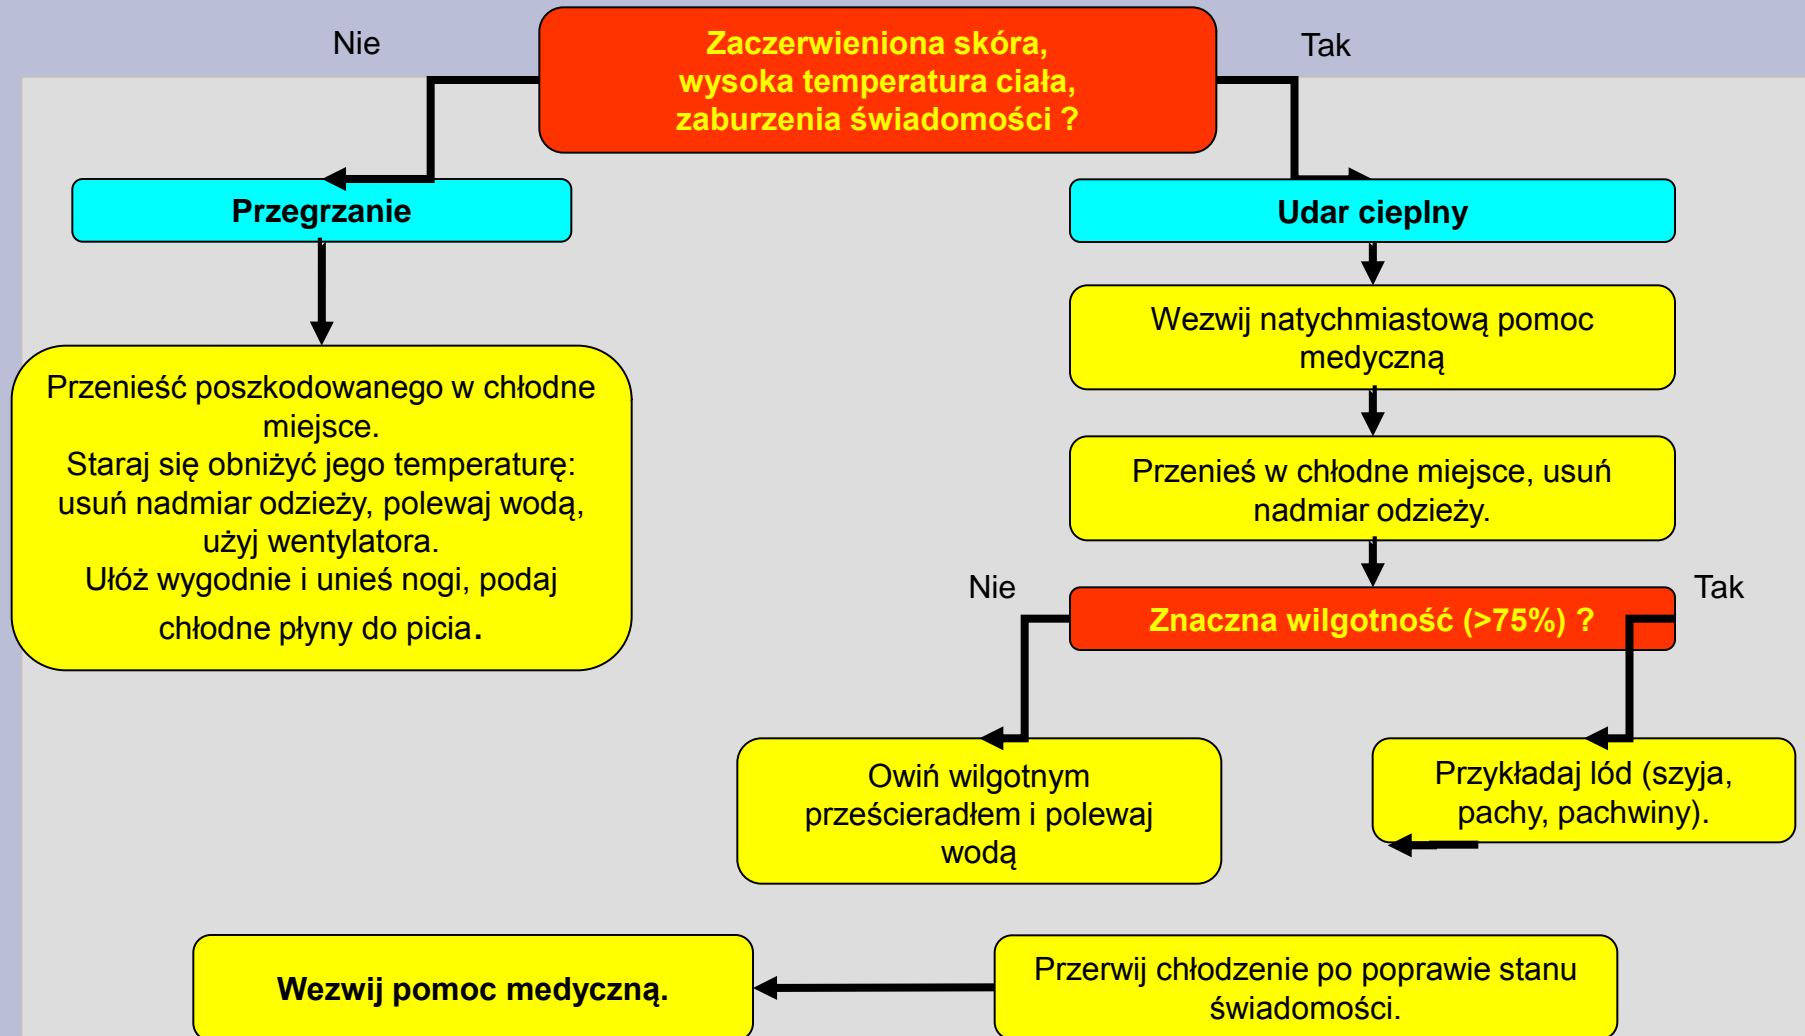 Nie
Zaczerwieniona skóra,
wysoka temperatura ciała,
zaburzenia świadomości ?
Tak
Przegrzanie
Udar cieplny
Przenieść poszkodowanego w chłodne
miejsce.
Staraj się obniżyć jego temperaturę:
usuń nadmiar odzieży, polewaj wodą,
użyj wentylatora.
Ułóż wygodnie i unieś nogi, podaj
chłodne płyny do picia.
Wezwij natychmiastową pomoc
medyczną
Przenieś w chłodne miejsce, usuń
nadmiar odzieży.
Nie
Znaczna wilgotność (>75%) ?
Tak
Owiń wilgotnym
prześcieradłem i polewaj
wodą
Przykładaj lód (szyja,
pachy, pachwiny).
Wezwij pomoc medyczną.
Przerwij chłodzenie po poprawie stanu
świadomości.